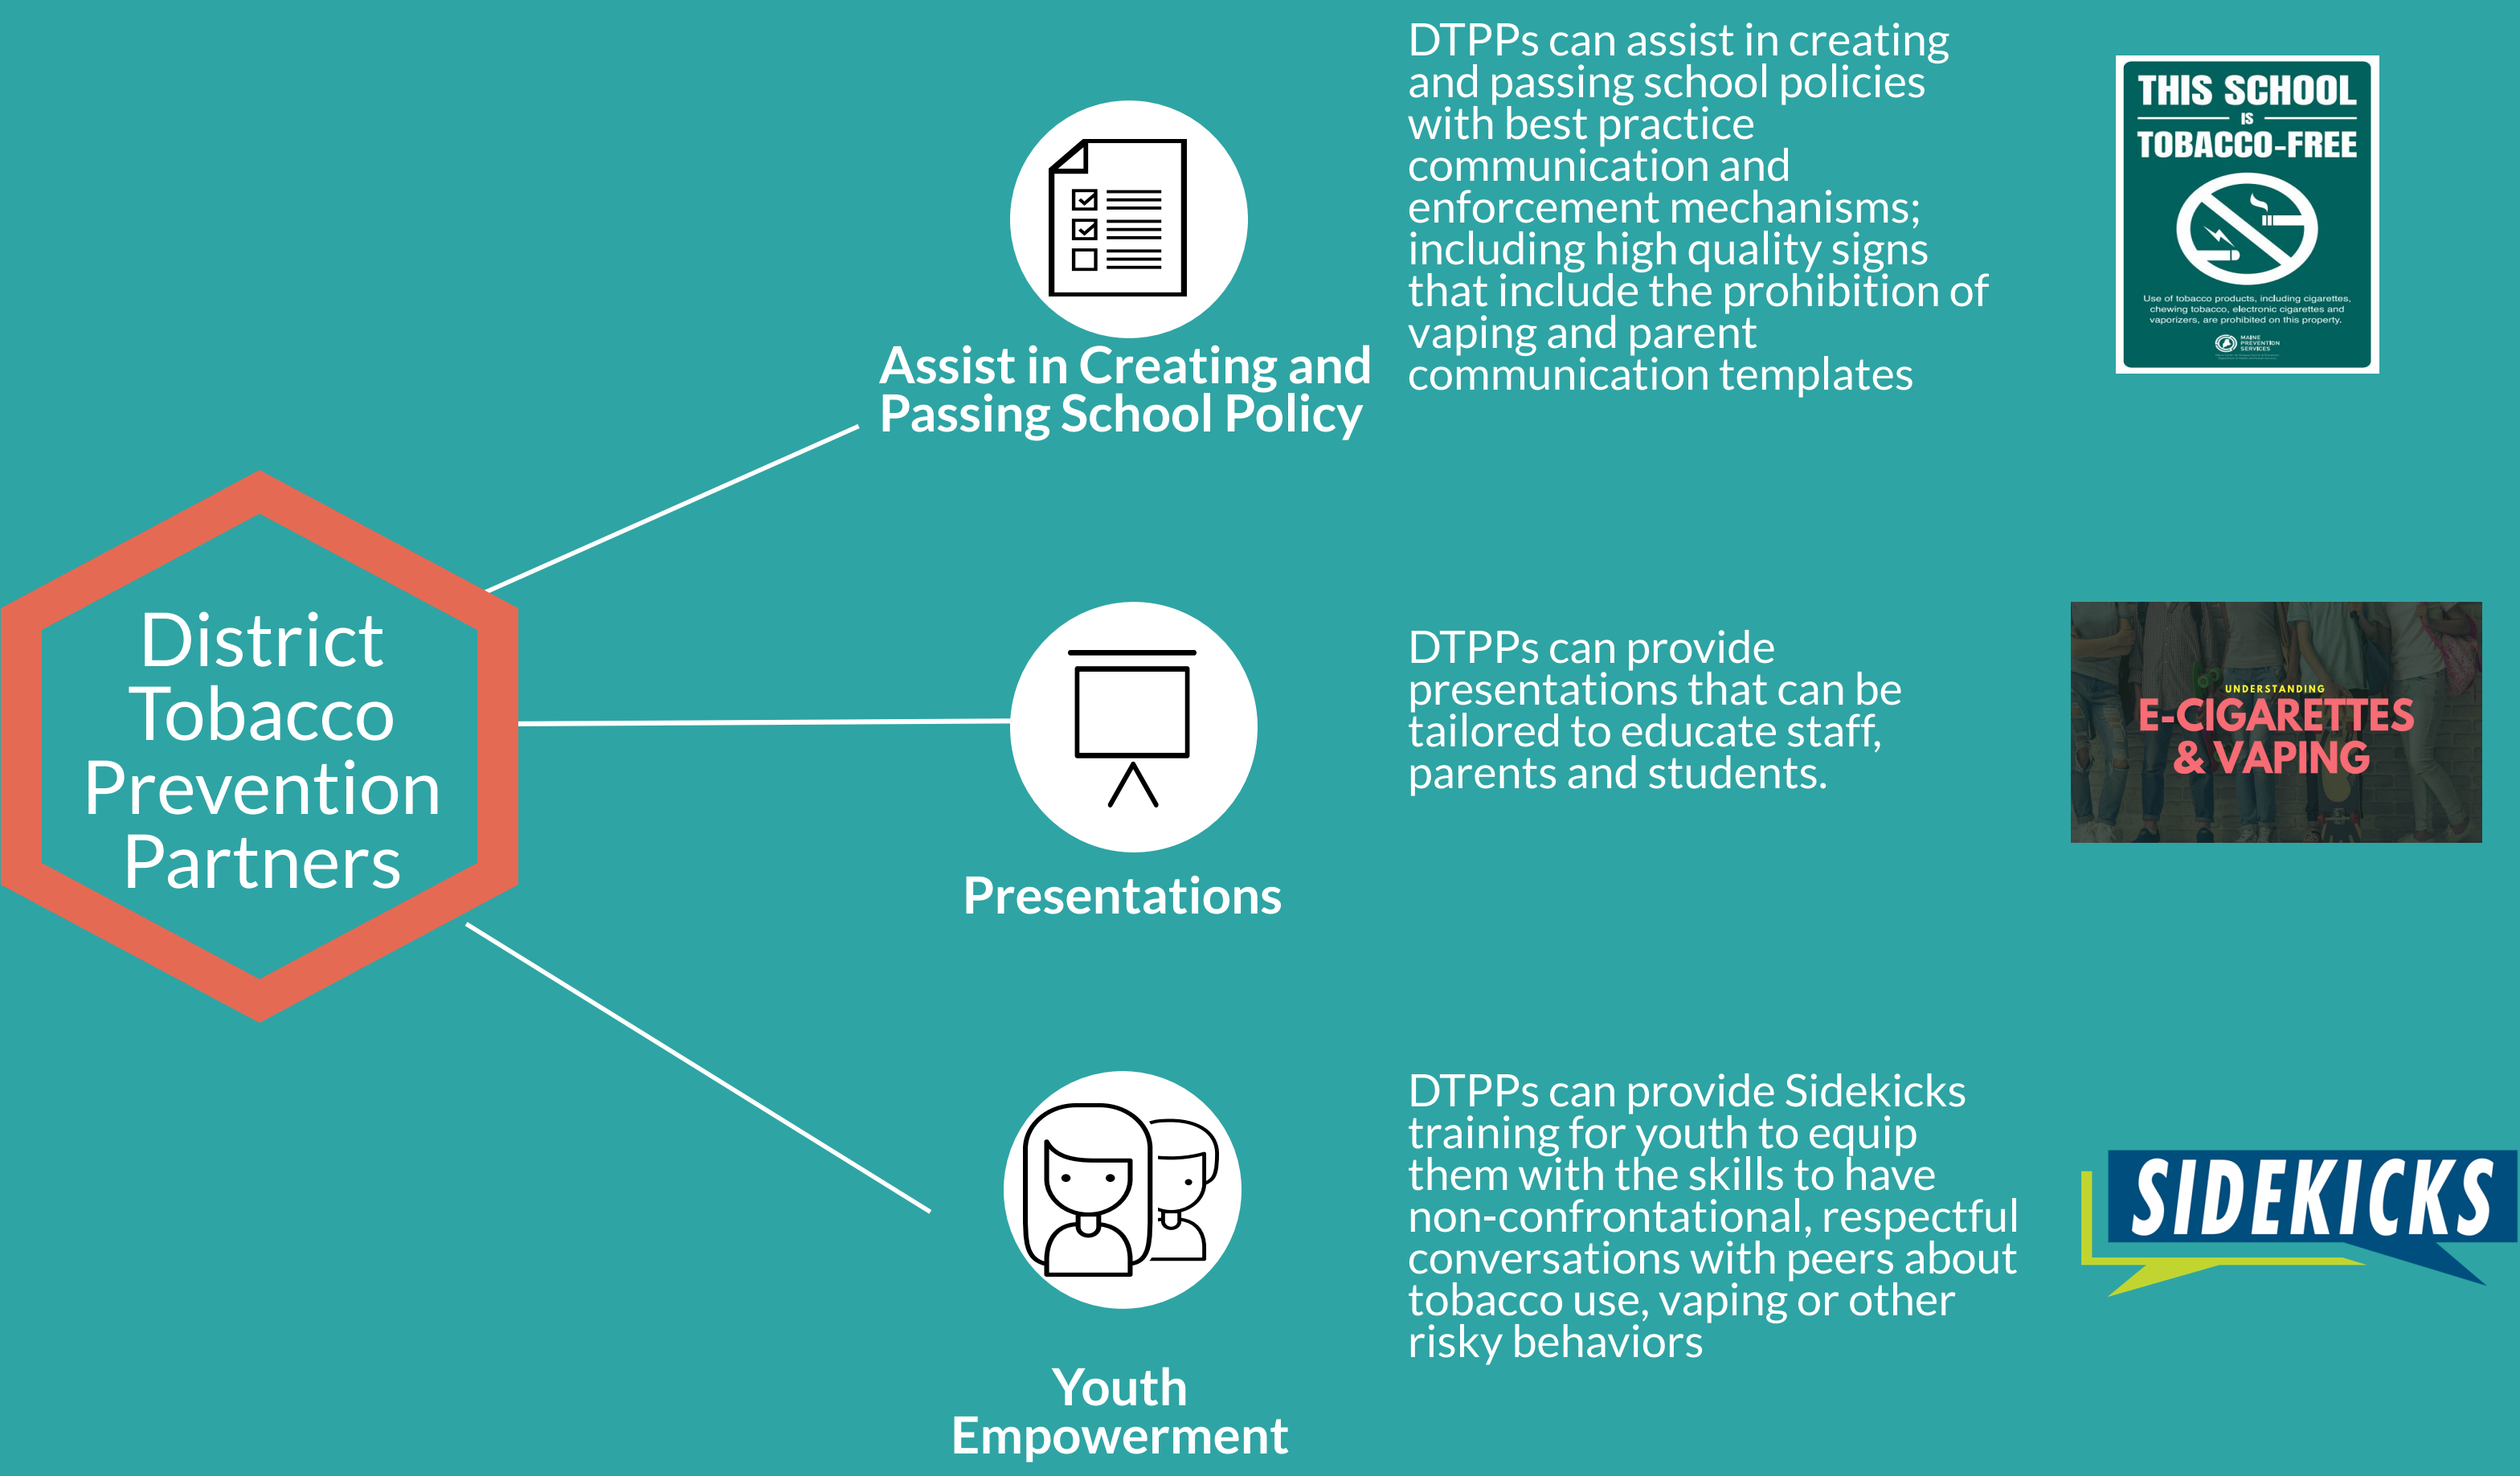 District
Tobacco
Prevention
Partners
Assist in Creating and
Passing School Policy
DTPPs can assist in creating
and passing school policies
with best practice
communication and
enforcement mechanisms;
including high quality signs
that include the prohibition of
vaping and parent
communication templates
THIS SCHOOL
IS
TOBACCO-FREE
Use of tobacco products, including cigarettes,
chewing tobacco, electronic cigarettes and
vaporizers, are prohibited on this property.
MAINE
PREVENTION
SERVICES
Presentations
DTPPs can provide
presentations that can be
tailored to educate staff,
parents and students.
UNDERSTANDING
E-CIGARETTES
& VAPING
Youth
Empowerment
DTPPs can provide Sidekicks
training for youth to equip
them with the skills to have
non-confrontational, respectful
conversations with peers about
tobacco use, vaping or other
risky behaviors
SIDEKICKS